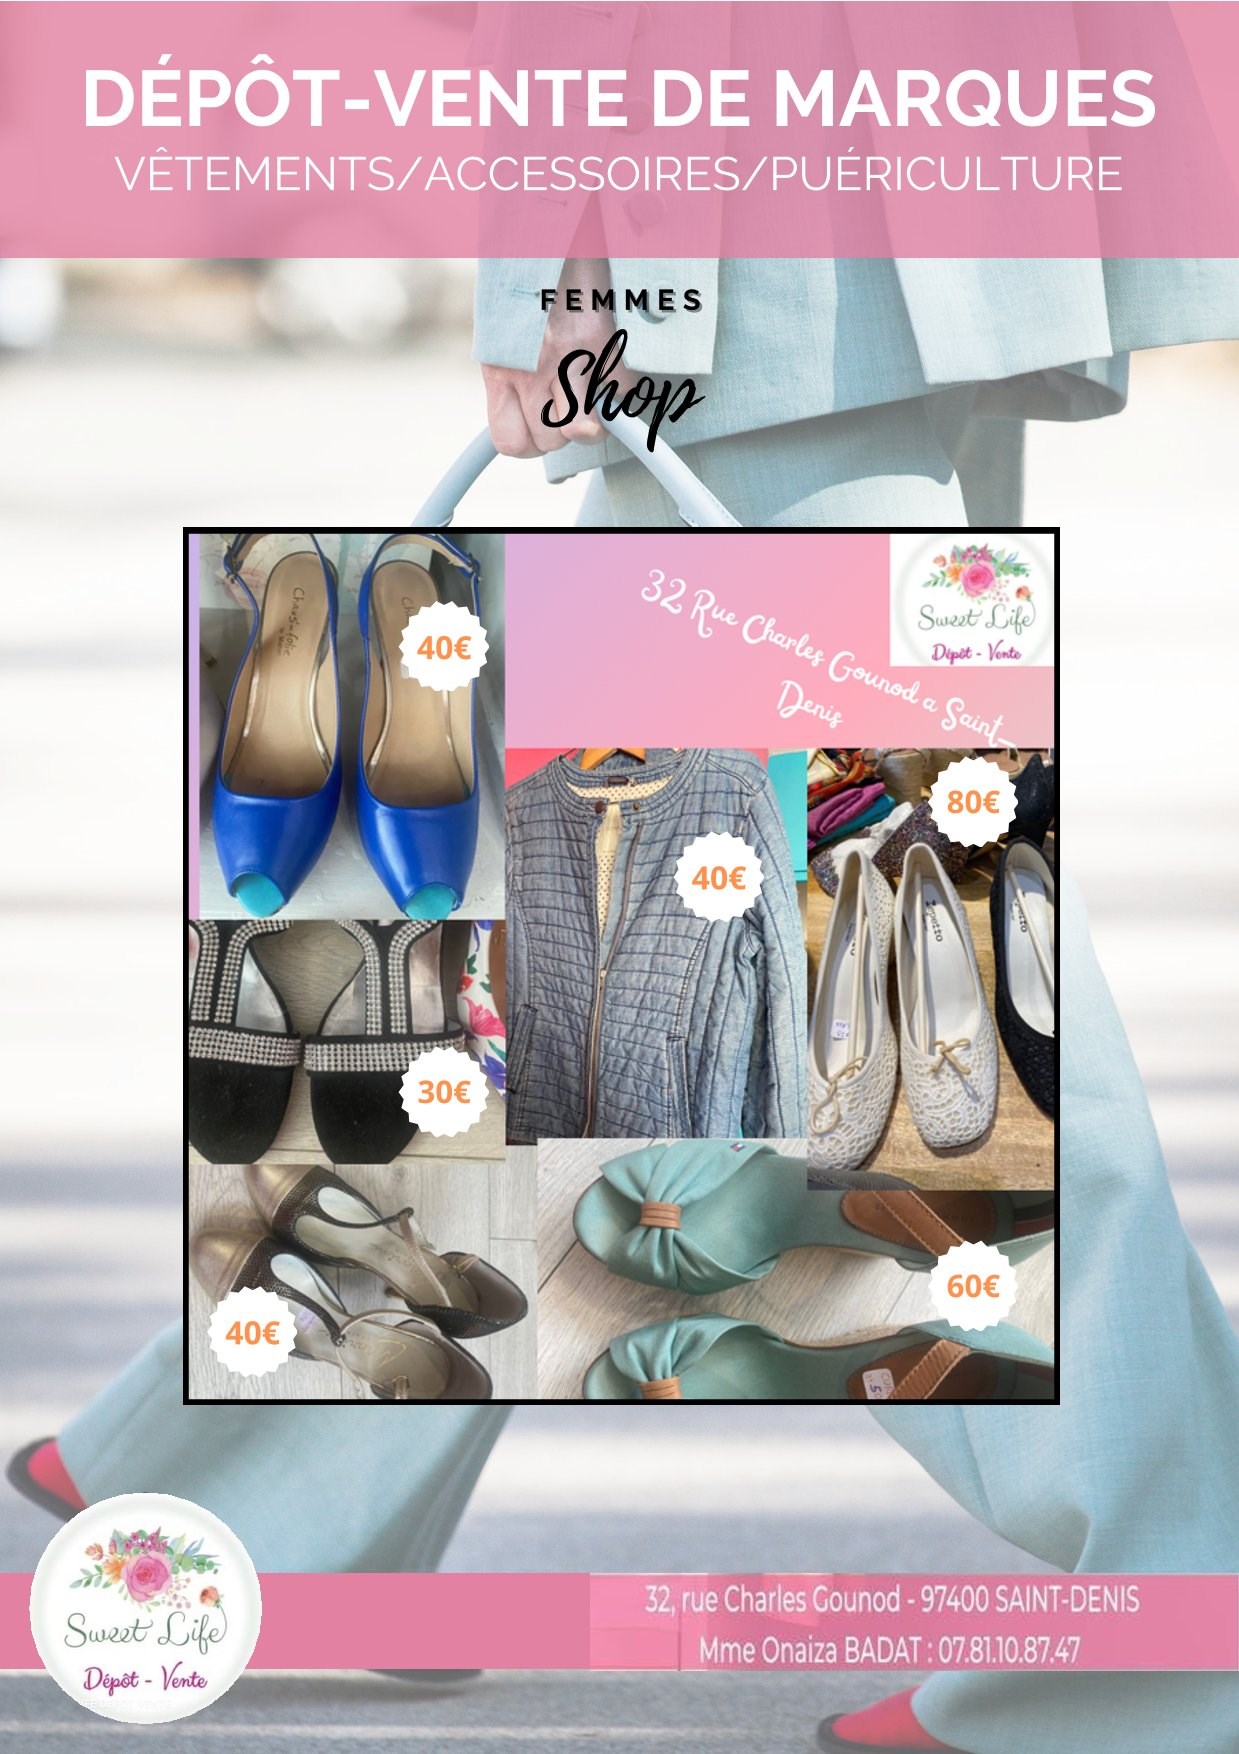 DÉPÔT-VENTE DE MARQUES
VÊTEMENTS/ACCESSOIRES/PUÉRICULTURE
FEMMES
Shop
32 Rue Charles Gounod a Saint-
Denis
Sweet Life
Dépôt - Vente
40€
80€
40€
30€
40€
60€
Sweet Life
Dépôt - Vente
32, rue Charles Gounod - 97400 SAINT-DENIS
Mme Onaiza BADAT : 07.81.10.87.47